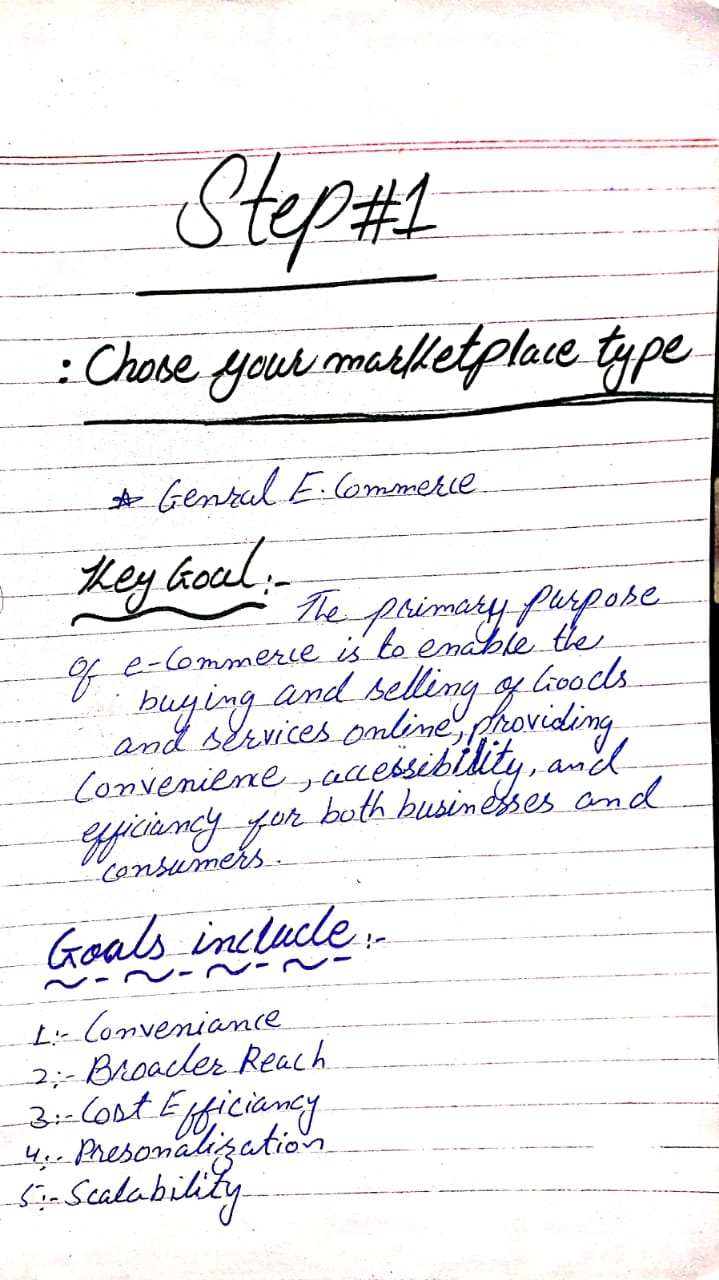 Step#1
: Chose your marketplace type
* Genral E.Commerce
Key Goal:-
The primary purpose
of e-commerce is to enable the
buying and selling of Goods
and services online, providing
Convenience, accessibility, and
efficiancy for both businesses and
consumers.
Goals include:-
1:- Conveniance
2:- Broader Reach
3:- Cost Efficiancy
4:- Presonalization
5:- Scalability